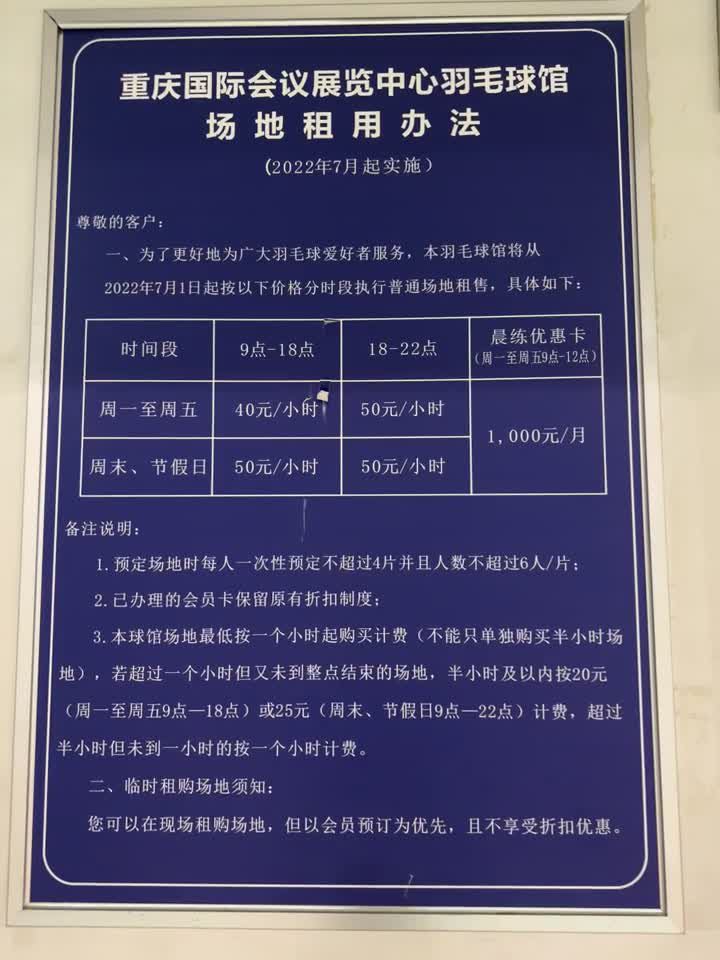 重庆国际会议展览中心羽毛球馆
场地租用办法
(2022年7月起实施)
尊敬的客户:
一、为了更好地为广大羽毛球爱好者服务，本羽毛球馆将从
2022年7月1日起按以下价格分时段执行普通场地租售，具体如下:
时间段 9点-18点 18-22点 晨练优惠卡
(周一至周五9点-12点)
周一至周五 40元/小时 50元/小时
1,000元/月
周末、节假日 50元/小时 50元/小时
备注说明:
1.预定场地时每人一次性预定不超过4片并且人数不超过6人/片;
2.已办理的会员卡保留原有折扣制度;
3.本球馆场地最低按一个小时起购买计费（不能只单独购买半小时场
地），若超过一个小时但又未到整点结束的场地，半小时及以内按20元
（周一至周五9点—18点）或25元（周末、节假日9点—22点）计费，超过
半小时但未到一小时的按一个小时计费。
二、临时租购场地须知:
您可以在现场租购场地，但以会员预订为优先，且不享受折扣优惠。